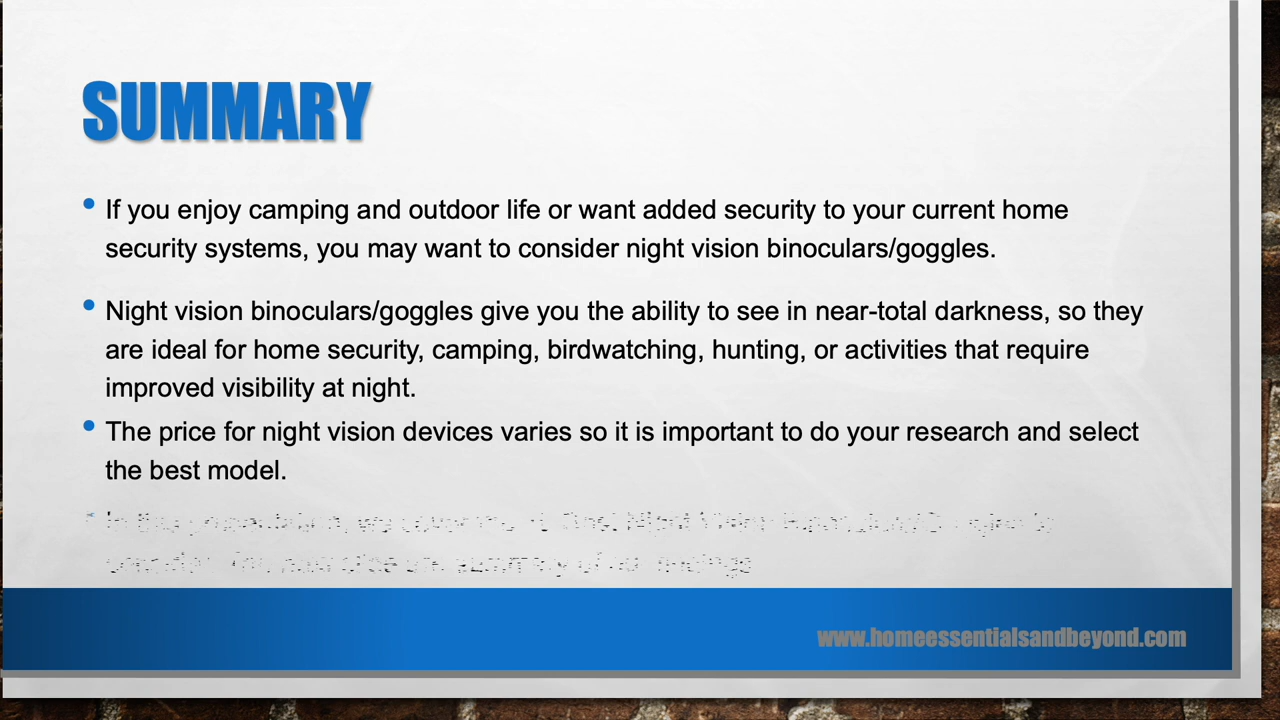 SUMMARY
• If you enjoy camping and outdoor life or want added security to your current home
security systems, you may want to consider night vision binoculars/goggles.
• Night vision binoculars/goggles give you the ability to see in near-total darkness, so they
are ideal for home security, camping, birdwatching, hunting, or activities that require
improved visibility at night.
• The price for night vision devices varies so it is important to do your research and select
the best model.
summary of
www.homeessentialsandbeyond.com